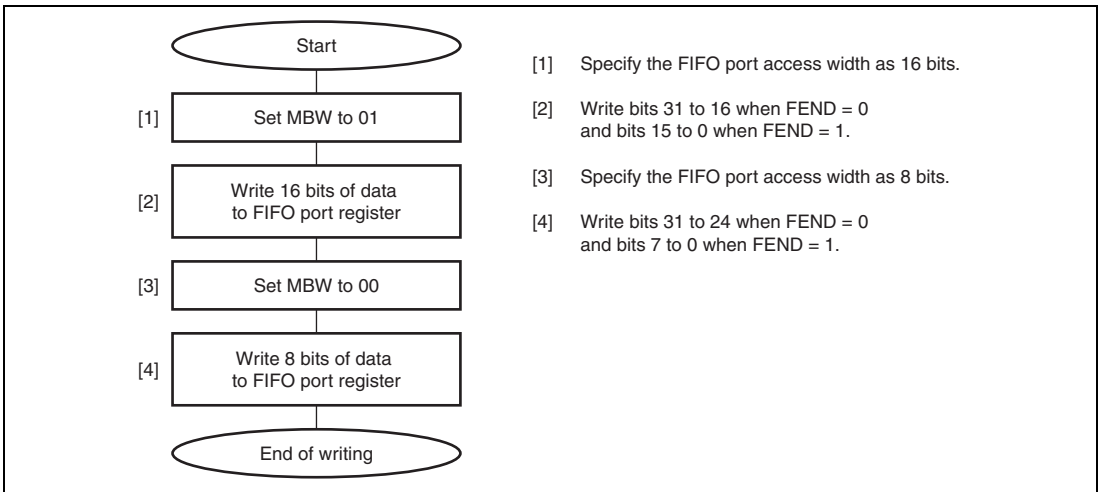 Start
[1]
Set MBW to 01
[2]
Write 16 bits of data
to FIFO port register
[3]
Set MBW to 00
[4]
Write 8 bits of data
to FIFO port register
End of writing
[1] Specify the FIFO port access width as 16 bits.
[2] Write bits 31 to 16 when FEND = 0
and bits 15 to 0 when FEND = 1.
[3] Specify the FIFO port access width as 8 bits.
[4] Write bits 31 to 24 when FEND = 0
and bits 7 to 0 when FEND = 1.